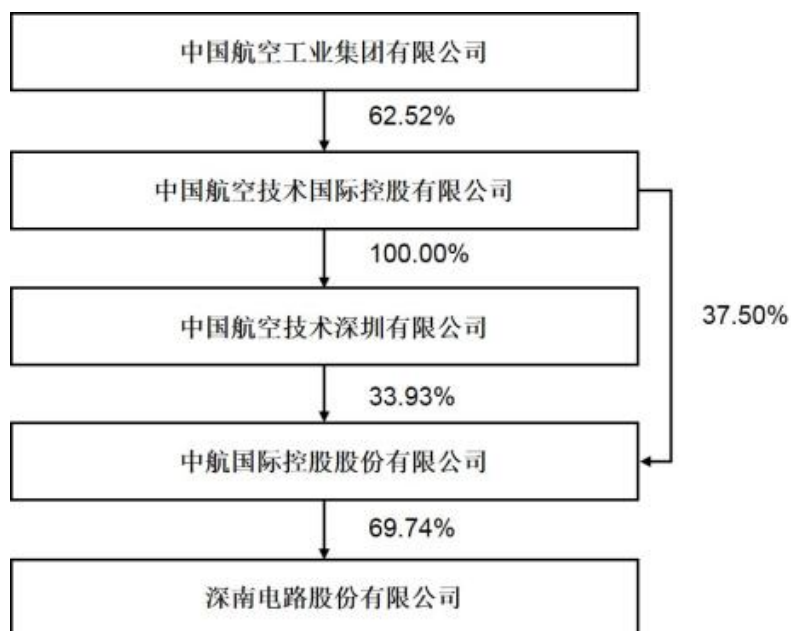 中国航空工业集团有限公司
62.52%
中国航空技术国际控股有限公司
100.00%
中国航空技术深圳有限公司
37.50%
33.93%
中航国际控股股份有限公司
69.74%
深南电路股份有限公司